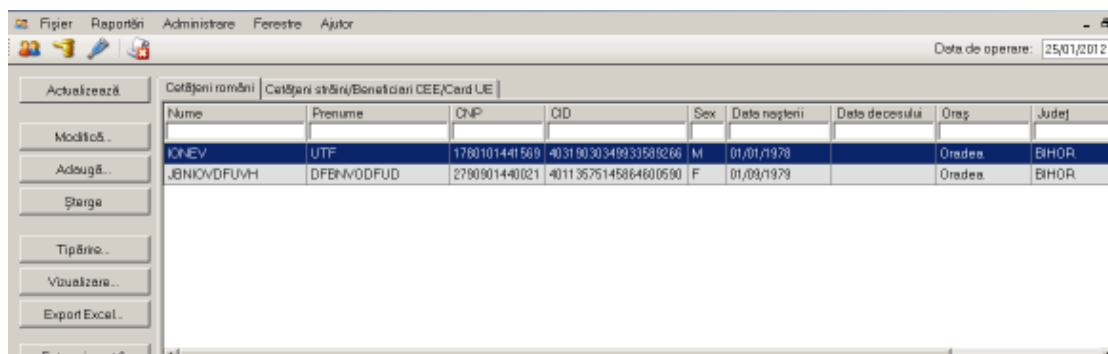 Fişier Raportări Administrare Ferestre Ajutor
Data de operare: 25/01/2012
Actualizează
Modifică..
Adaugă...
Şterge
Tipărire..
Vizualizare...
Export Excel..
Cetăţeni români Cetăţeni străini/Beneficiari CEE/Card UE
Nume Prenume CNP CID Sex Data naşterii Data decesului Oraş Judeţ
IONEV UTF 1780101441569 40319030349933589266 M 01/01/1978 Oradea BIHOR
JBNIOVDFUVH DFBNVODFUD 2790901440021 40113575145864600590 F 01/09/1979 Oradea BIHOR